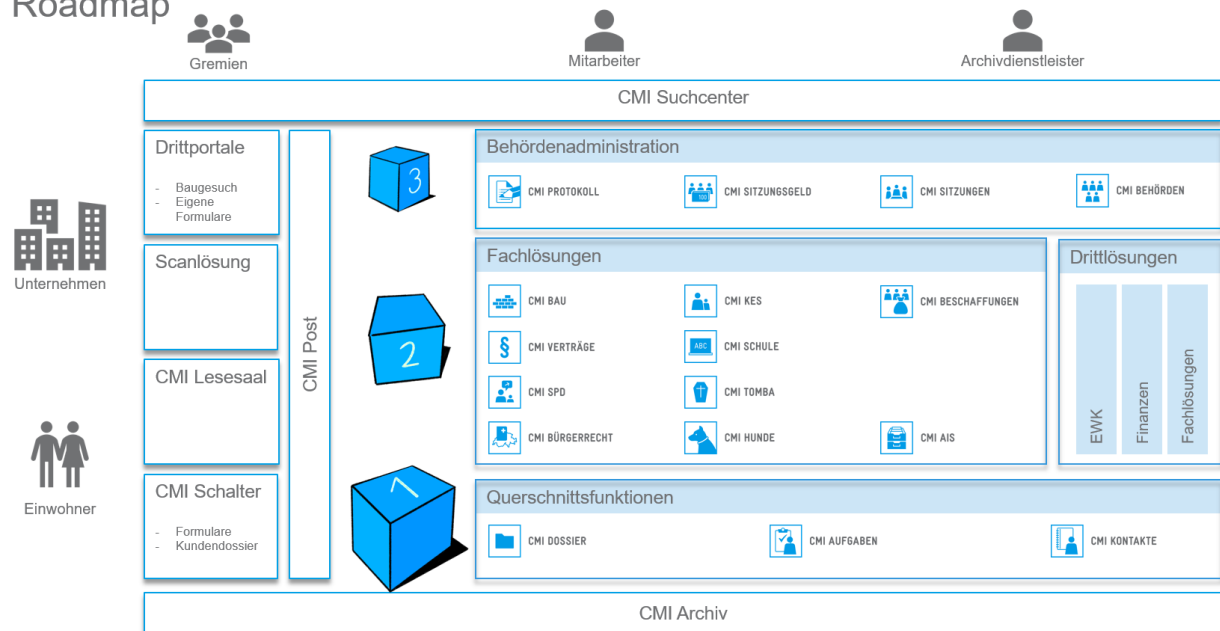 Roadmap
Gremien
Mitarbeiter
Archivdienstleister
CMI Suchcenter
Unternehmen
Einwohner
Drittportale
- Baugesuch
- Eigene
Formulare
Scanlösung
CMI Lesesaal
CMI Schalter
- Formulare
- Kundendossier
CMI Post
3
2
1
Behördenadministration
CMI PROTOKOLL
CMI SITZUNGSGELD
100
CMI SITZUNGEN
CMI BEHÖRDEN
Fachlösungen
CMI BAU
CMI KES
CMI BESCHAFFUNGEN
§
CMI VERTRÄGE
ABC
CMI SCHULE
CMI SPD
CMI TOMBA
CMI BÜRGERRECHT
CMI HUNDE
CMI AIS
Drittlösungen
EWK
Finanzen
Fachlösungen
Querschnittsfunktionen
CMI DOSSIER
CMI AUFGABEN
CMI KONTAKTE
CMI Archiv